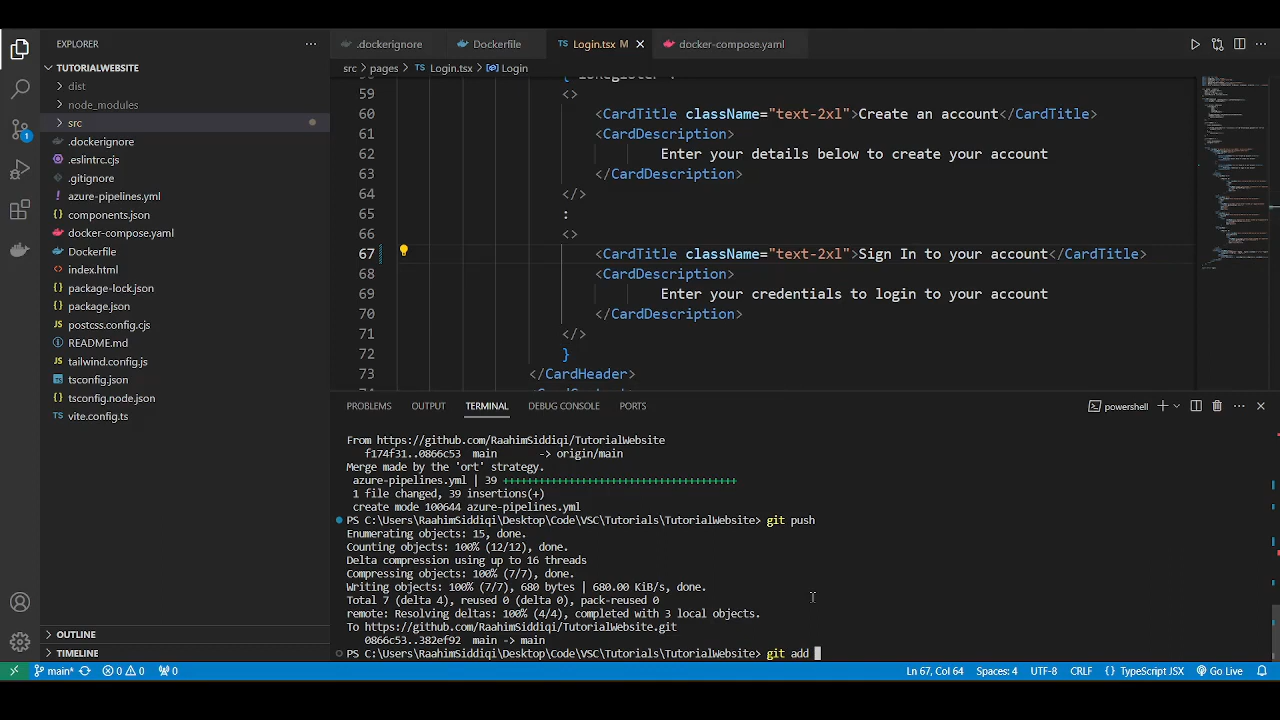 EXPLORER
TUTORIALWEBSITE
dist
node_modules
src
.dockerignore
.eslintrc.cjs
.gitignore
azure-pipelines.yml
components.json
docker-compose.yaml
Dockerfile
index.html
package-lock.json
package.json
postcss.config.cjs
README.md
tailwind.config.js
tsconfig.json
tsconfig.node.json
vite.config.ts
OUTLINE
TIMELINE
.dockerignore Dockerfile Login.tsx M docker-compose.yaml
src > pages > Login.tsx > Login
59 <>
60 <CardTitle className="text-2xl">Create an account</CardTitle>
61 <CardDescription>
62 Enter your details below to create your account
63 </CardDescription>
64 </>
65 :
66 <>
67 <CardTitle className="text-2xl">Sign In to your account</CardTitle>
68 <CardDescription>
69 Enter your credentials to login to your account
70 </CardDescription>
71 </>
72 }
73 </CardHeader>
PROBLEMS OUTPUT TERMINAL DEBUG CONSOLE PORTS powershell
From https://github.com/RaahimSiddiqi/TutorialWebsite
f174f31..0866c53 main -> origin/main
Merge made by the 'ort' strategy.
azure-pipelines.yml | 39 +++++++++++++++++++++++++++++++++++++++
1 file changed, 39 insertions(+)
create mode 100644 azure-pipelines.yml
PS C:\Users\RaahimSiddiqi\Desktop\Code\VSC\Tutorials\TutorialWebsite> git push
Enumerating objects: 15, done.
Counting objects: 100% (12/12), done.
Delta compression using up to 16 threads
Compressing objects: 100% (7/7), done.
Writing objects: 100% (7/7), 680 bytes | 680.00 KiB/s, done.
Total 7 (delta 4), reused 0 (delta 0), pack-reused 0
remote: Resolving deltas: 100% (4/4), completed with 3 local objects.
To https://github.com/RaahimSiddiqi/TutorialWebsite.git
0866c53..382ef92 main -> main
PS C:\Users\RaahimSiddiqi\Desktop\Code\VSC\Tutorials\TutorialWebsite> git add
main* 0 0 0 Ln 67, Col 64 Spaces: 4 UTF-8 CRLF {} TypeScript JSX Go Live